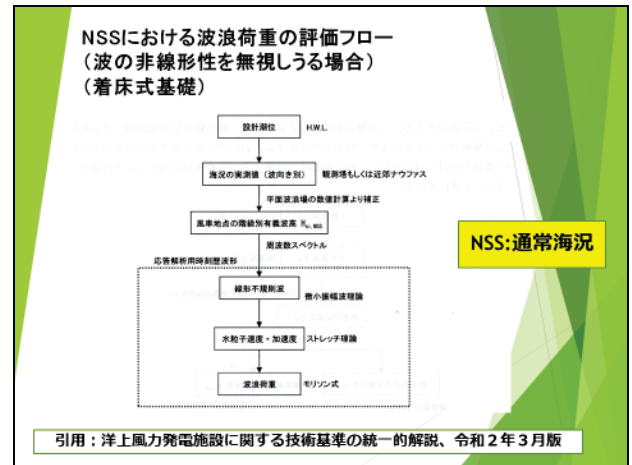 NSSにおける波浪荷重の評価フロー
(波の非線形性を無視しうる場合)
(着床式基礎)
設計潮位 H.W.L.
海況の実測値(波向き別) 観測塔もしくは近郊ナウファス
平面波浪場の数値計算より補正
風車地点の階級別有義波高
周波数スペクトル
NSS:通常海況
応答解析用時刻歴波形
線形不規則波 微小振幅波理論
水粒子速度・加速度 ストレッチ理論
波浪荷重 モリソン式
引用:洋上風力発電施設に関する技術基準の統一的解説、令和2年3月版